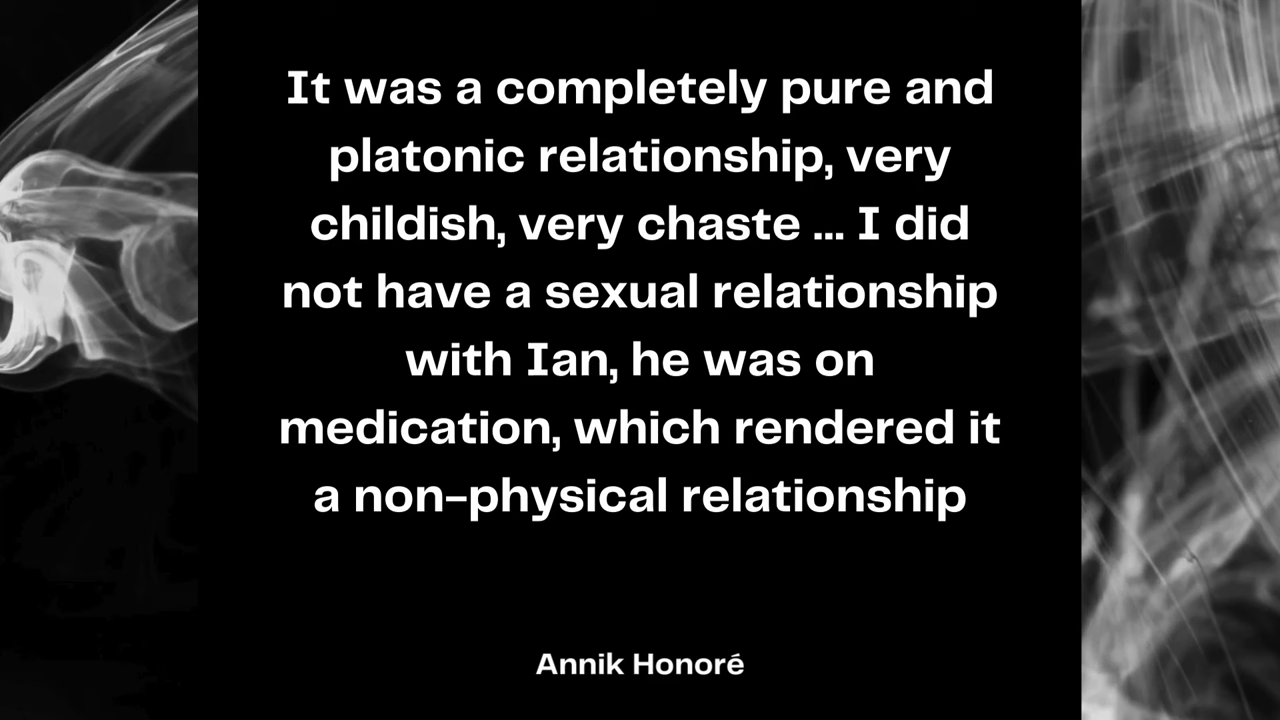 It was a completely pure and
platonic relationship, very
childish, very chaste ... I did
not have a sexual relationship
with Ian, he was on
medication, which rendered it
a non-physical relationship
Annik Honoré